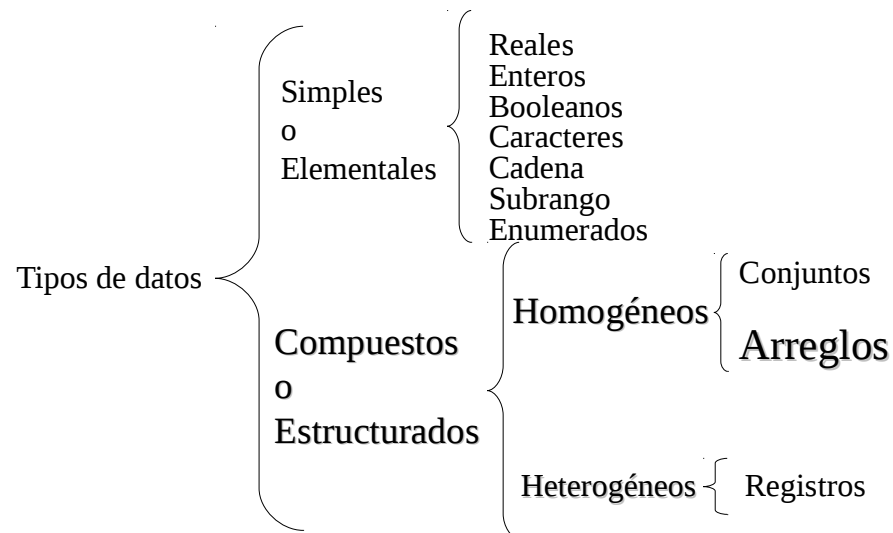 Tipos de datos
Simples
o
Elementales
Reales
Enteros
Booleanos
Caracteres
Cadena
Subrango
Enumerados
Compuestos
o
Estructurados
Homogéneos
Conjuntos
Arreglos
Heterogéneos
Registros